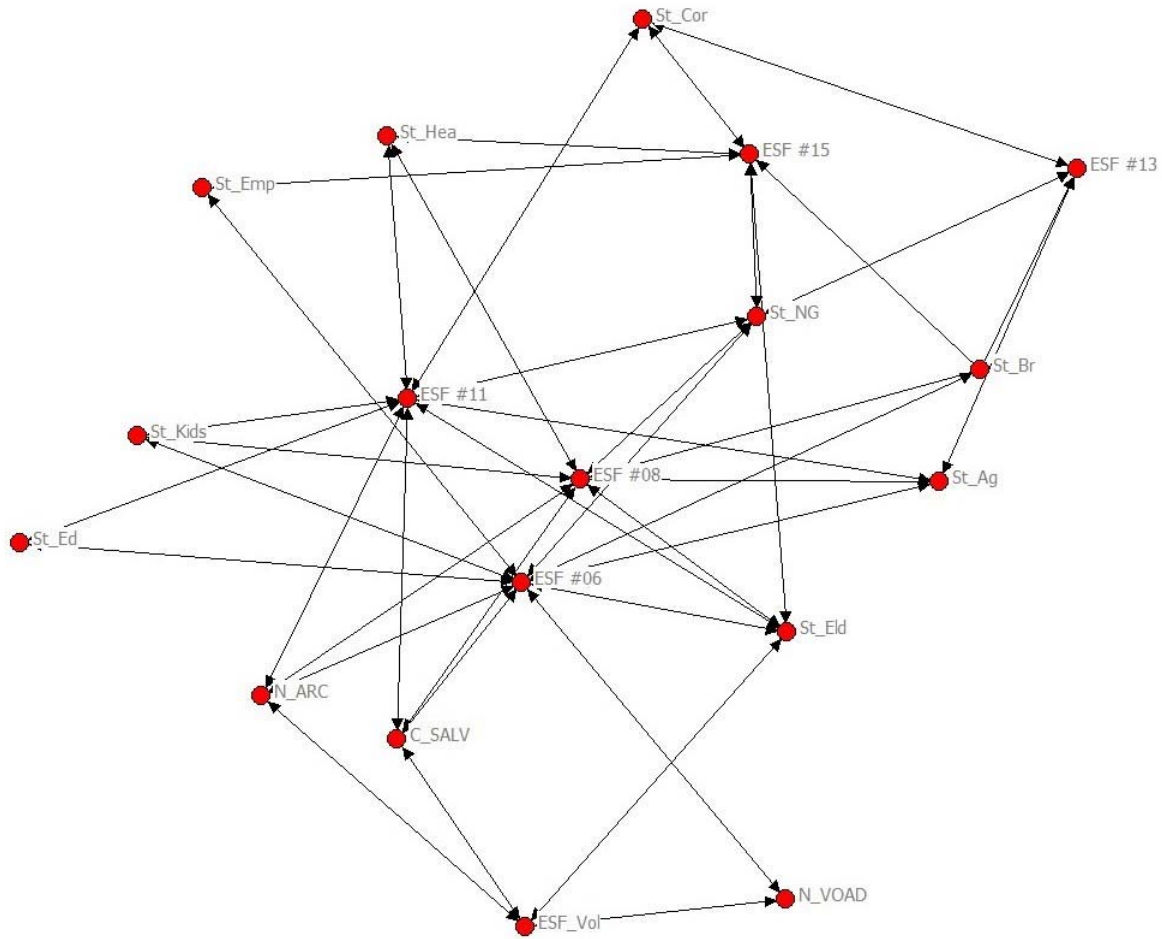 St_Cor
St_Hea
ESF #15
ESF #13
St_Emp
St_NG
St_Br
ESF #11
St_Kids
ESF #08
St_Ag
St_Ed
ESF #06
St_Eld
N_ARC
C_SALV
N_VOAD
ESF_Vol